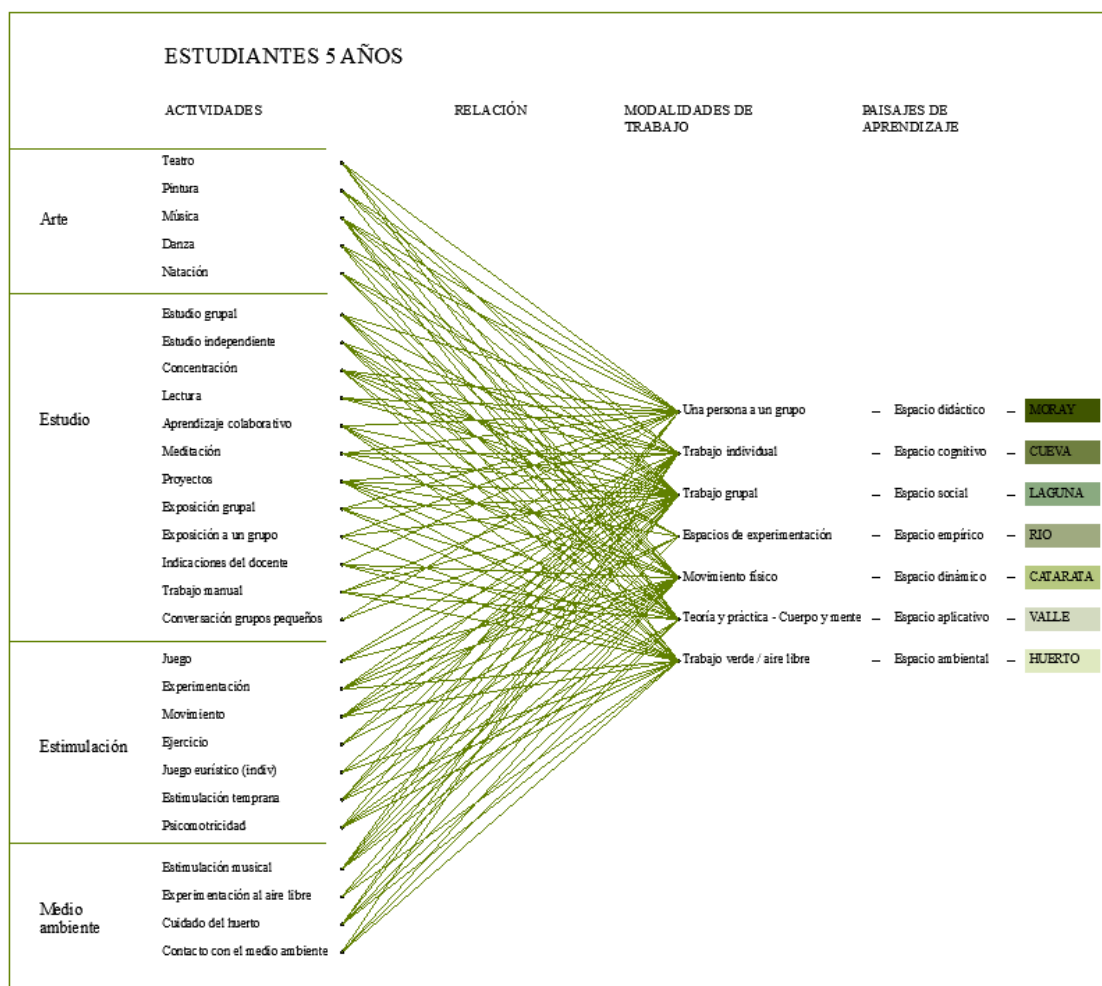 ESTUDIANTES 5 AÑOS
ACTIVIDADES
RELACIÓN
MODALIDADES DE
TRABAJO
PAISAJES DE
APRENDIZAJE
Arte
Teatro
Pintura
Música
Danza
Natación
Estudio
Estudio grupal
Estudio independiente
Concentración
Lectura
Aprendizaje colaborativo
Meditación
Proyectos
Exposición grupal
Exposición a un grupo
Indicaciones del docente
Trabajo manual
Conversación grupos pequeños
Estimulación
Juego
Experimentación
Movimiento
Ejercicio
Juego eurístico (indiv)
Estimulación temprana
Psicomotricidad
Medio
ambiente
Estimulación musical
Experimentación al aire libre
Cuidado del huerto
Contacto con el medio ambiente
Una persona a un grupo – Espacio didáctico – MORAY
Trabajo individual – Espacio cognitivo – CUEVA
Trabajo grupal – Espacio social – LAGUNA
Espacios de experimentación – Espacio empírico – RIO
Movimiento físico – Espacio dinámico – CATARATA
Teoría y práctica - Cuerpo y mente – Espacio aplicativo – VALLE
Trabajo verde / aire libre – Espacio ambiental – HUERTO